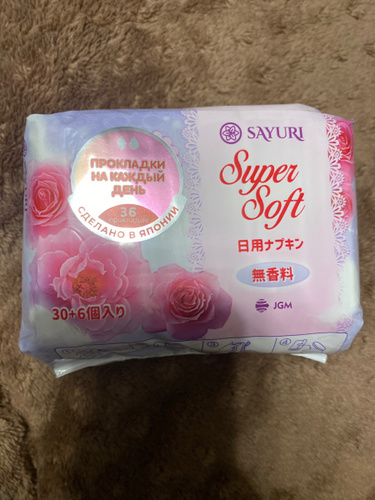 ПРОКЛАДКИ
НА КАЖДЫЙ
ДЕНЬ
36
СДЕЛАНО В ЯПОНИИ
30+6個入り
SAYURI
Super
Soft
日用ナプキン
無香料
JGM